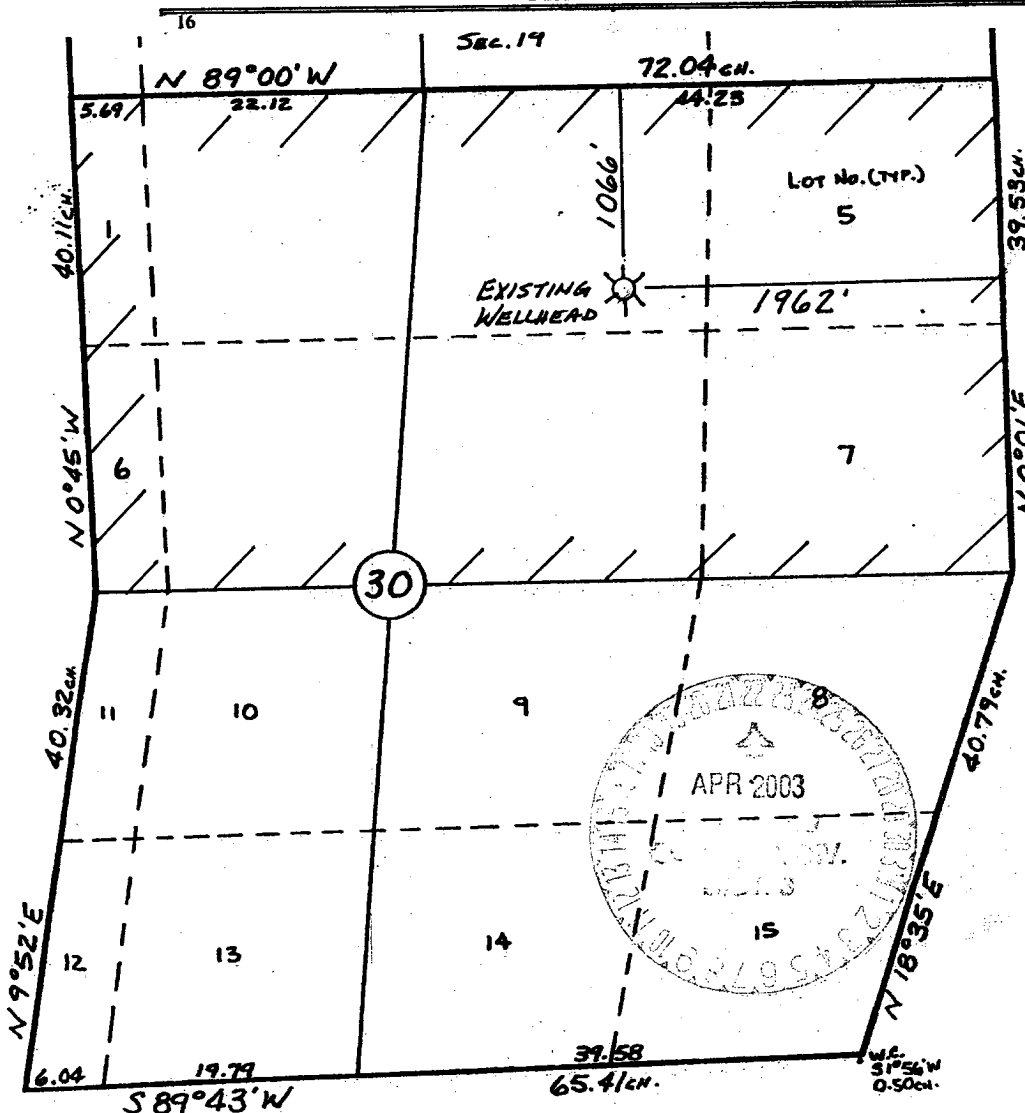 16
SEC. 19
N 89°00' W
72.04 CH.
5.69
22.12
44.23
40.11 CH.
1
1066'
LOT NO. (TYP.)
5
39.53 CH.
EXISTING
WELLHEAD
1962'
N 0°45' W
6
7
N 0°01' E
30
40.32 CH.
11
10
9
8
40.79 CH.
APR 2003
N 9°52' E
12
13
14
15
N 18°35' E
6.04
19.79
39.58
S 89°43' W
65.41 CH.
W.C.
S1°56'W
0.50 CH.